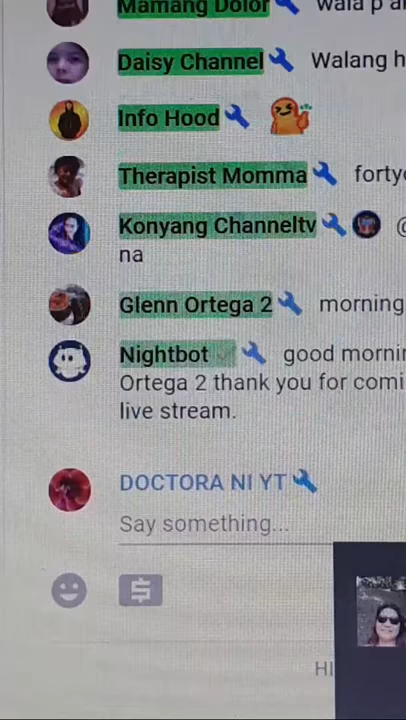 Mamang Dolor wala p
Daisy Channel Walang h
Info Hood
Therapist Momma forty
Konyang Channeltv @
na
Glenn Ortega 2 morning
Nightbot good mornin
Ortega 2 thank you for comi
live stream.
DOCTORA NI YT
Say something...
HI